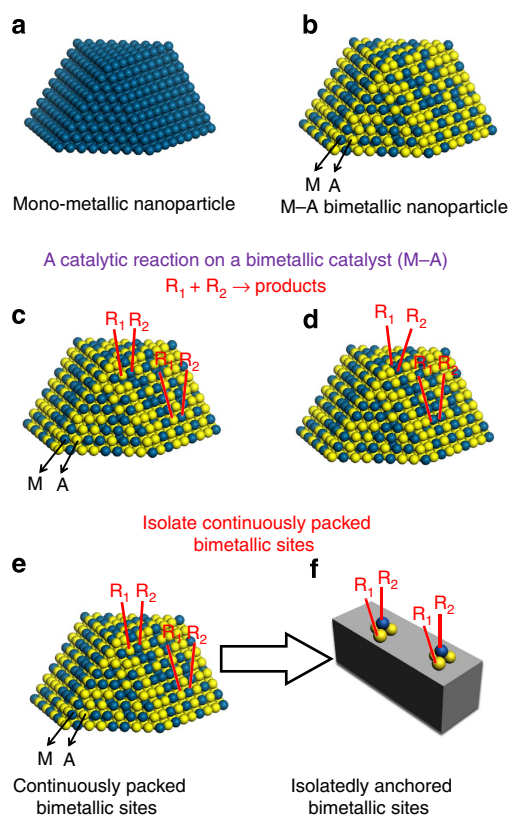 a
b
M A
Mono-metallic nanoparticle
M–A bimetallic nanoparticle
A catalytic reaction on a bimetallic catalyst (M–A)
R1 + R2 → products
c
d
R1 R2
R1 R2
R1 R2
R1 R2
M A
Isolate continuously packed
bimetallic sites
e
f
R1 R2
R1 R2
R1 R2
R1 R2
M A
Continuously packed
bimetallic sites
Isolatedly anchored
bimetallic sites